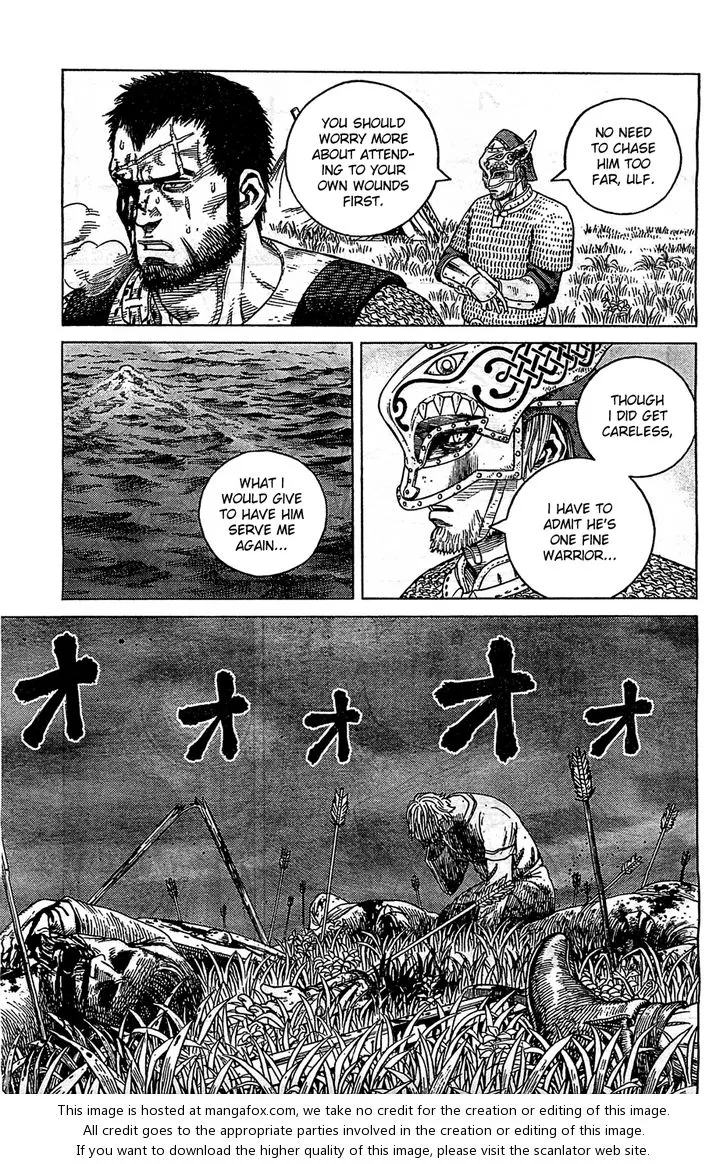 NO NEED
TO CHASE
HIM TOO
FAR, ULF.
YOU SHOULD
WORRY MORE
ABOUT ATTEND-
ING TO YOUR
OWN WOUNDS
FIRST.
THOUGH
I DID GET
CARELESS,
I HAVE TO
ADMIT HE'S
ONE FINE
WARRIOR...
WHAT I
WOULD GIVE
TO HAVE HIM
SERVE ME
AGAIN...
オオオオオ
This image is hosted at mangafox.com, we take no credit for the creation or editing of this image.
All credit goes to the appropriate parties involved in the creation or editing of this image.
If you want to download the higher quality of this image, please visit the scanlator web site.